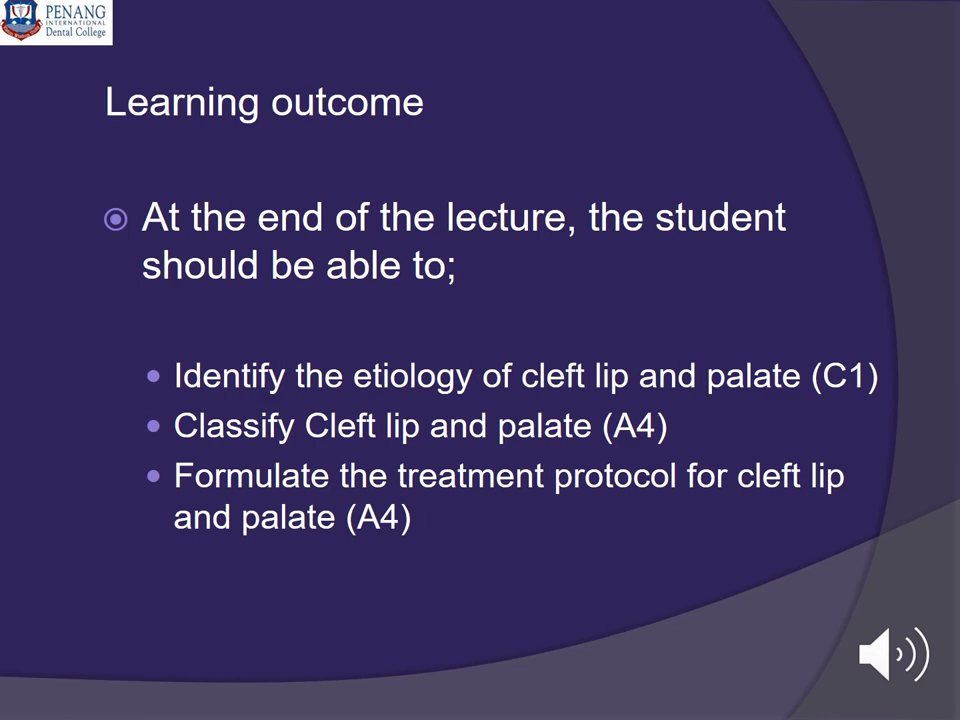 PENANG
INTERNATIONAL
Dental College
Learning outcome
At the end of the lecture, the student
should be able to;
Identify the etiology of cleft lip and palate (C1)
Classify Cleft lip and palate (A4)
Formulate the treatment protocol for cleft lip
and palate (A4)